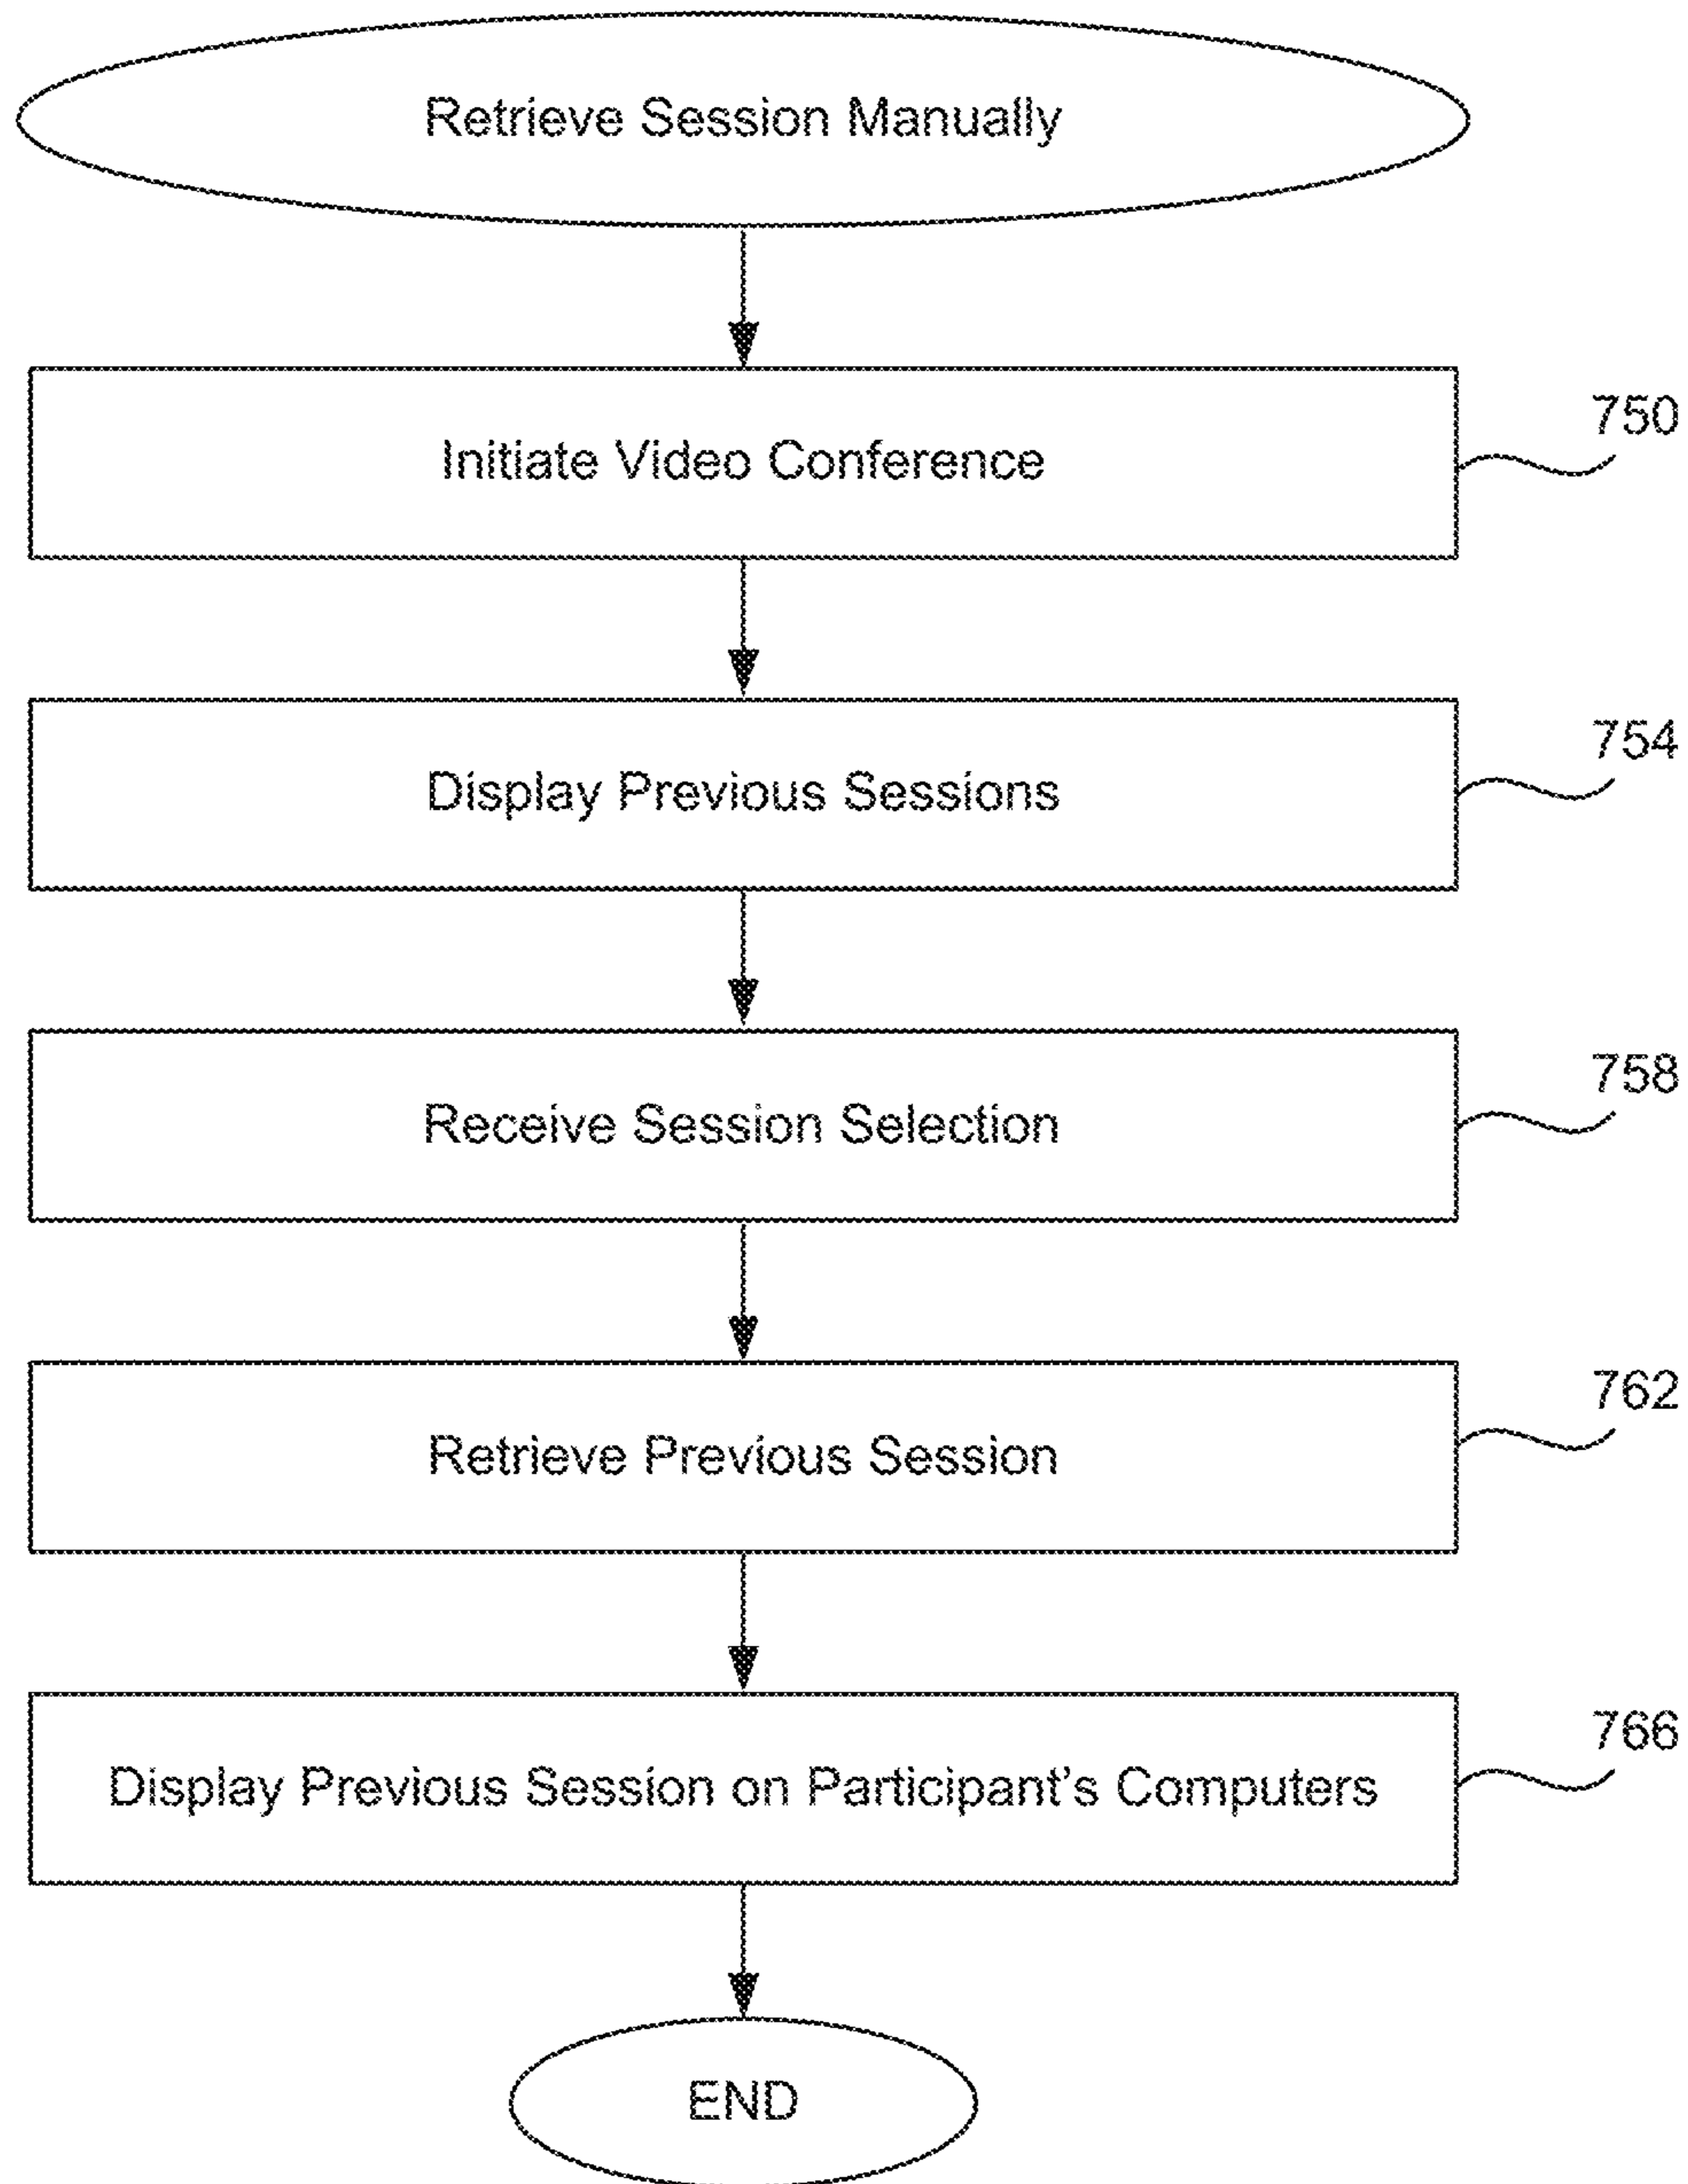 Retrieve Session Manually
750
Initiate Video Conference
754
Display Previous Sessions
758
Receive Session Selection
762
Retrieve Previous Session
766
Display Previous Session on Participant's Computers
END